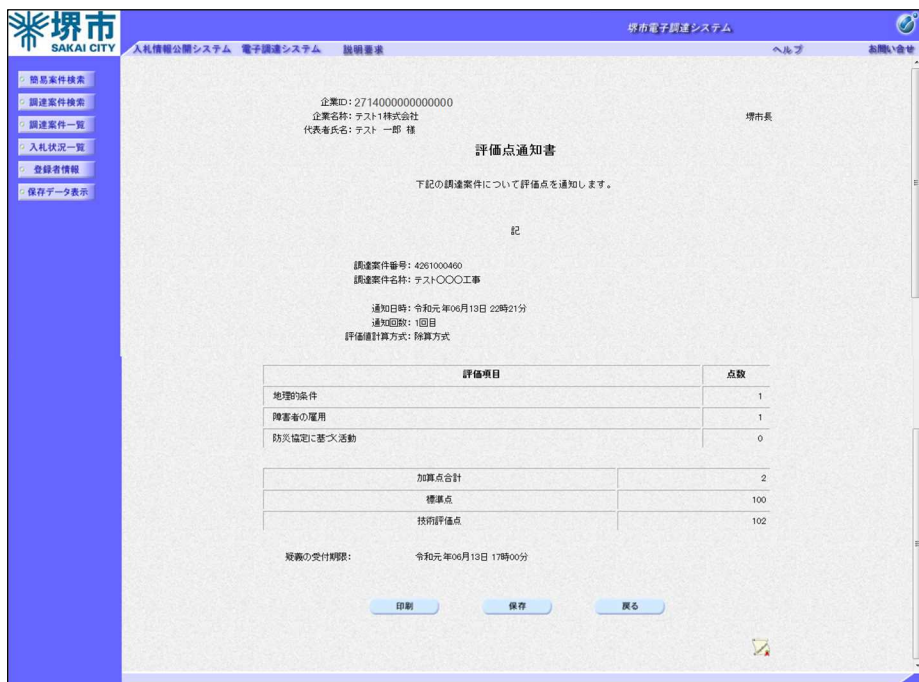 堺市
SAKAI CITY
堺市電子調達システム
入札情報公開システム 電子調達システム 説明要求
ヘルプ お問い合せ
簡易案件検索
調達案件検索
調達案件一覧
入札状況一覧
登録者情報
保存データ表示
企業ID: 2714000000000000
企業名称: テスト1株式会社
堺市長
代表者氏名: テスト 一郎 様
評価点通知書
下記の調達案件について評価点を通知します。
記
調達案件番号: 4261000460
調達案件名称: テスト〇〇〇工事
通知日時: 令和元年06月13日 22時21分
通知回数: 1回目
評価値計算方式: 除算方式
評価項目 点数
地理的条件 1
障害者の雇用 1
防災協定に基づく活動 0
加算点合計 2
標準点 100
技術評価点 102
疑義の受付期限: 令和元年06月13日 17時00分
印刷 保存 戻る